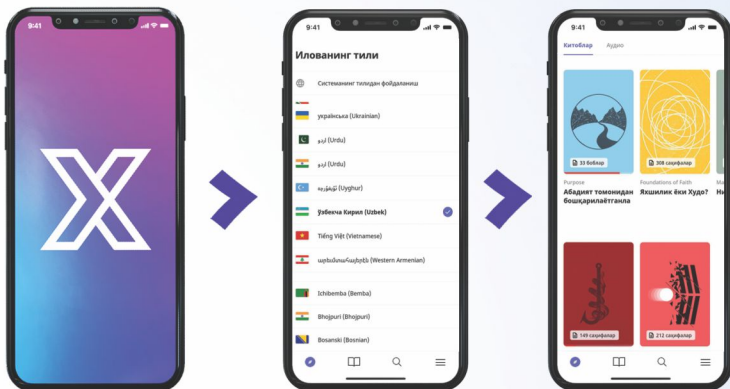 9:41
X
9:41
Илованинг тили
Системанинг тилидан фойдаланиш
українська (Ukrainian)
اردو (Urdu)
اردو (Urdu)
ئۇيغۇرچە (Uyghur)
ўзбекча Кирил (Uzbek)
Tiếng Việt (Vietnamese)
արեւմտահայերէն (Western Armenian)
Ichibemba (Bemba)
Bhojpuri (Bhojpuri)
Bosanski (Bosnian)
9:41
Китоблар Аудио
33 боблар
308 саҳифалар
Purpose
Абадият томонидан
бошқарилаётганла
Foundations of Faith
Яхшилик ёки Худо?
Ма
Ни
149 саҳифалар
212 саҳифалар